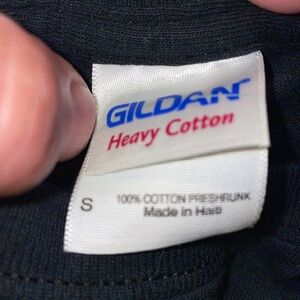 GILDAN
Heavy Cotton
S
100% COTTON PRESHRUNK
Made in Haiti